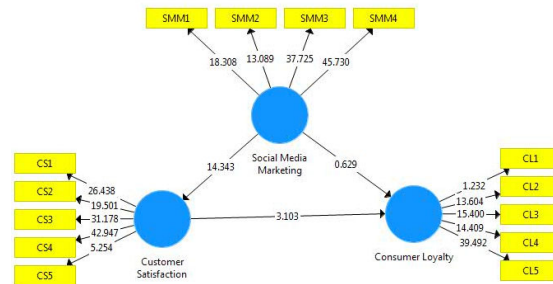 SMM1 SMM2 SMM3 SMM4
18.308 13.089 37.725 45.730
Social Media
Marketing
14.343 0.629
CS1
CS2
CS3
CS4
CS5
26.438
19.501
31.178
42.947
5.254
Customer
Satisfaction
3.103
Consumer Loyalty
1.232
13.604
15.400
14.409
39.492
CL1
CL2
CL3
CL4
CL5